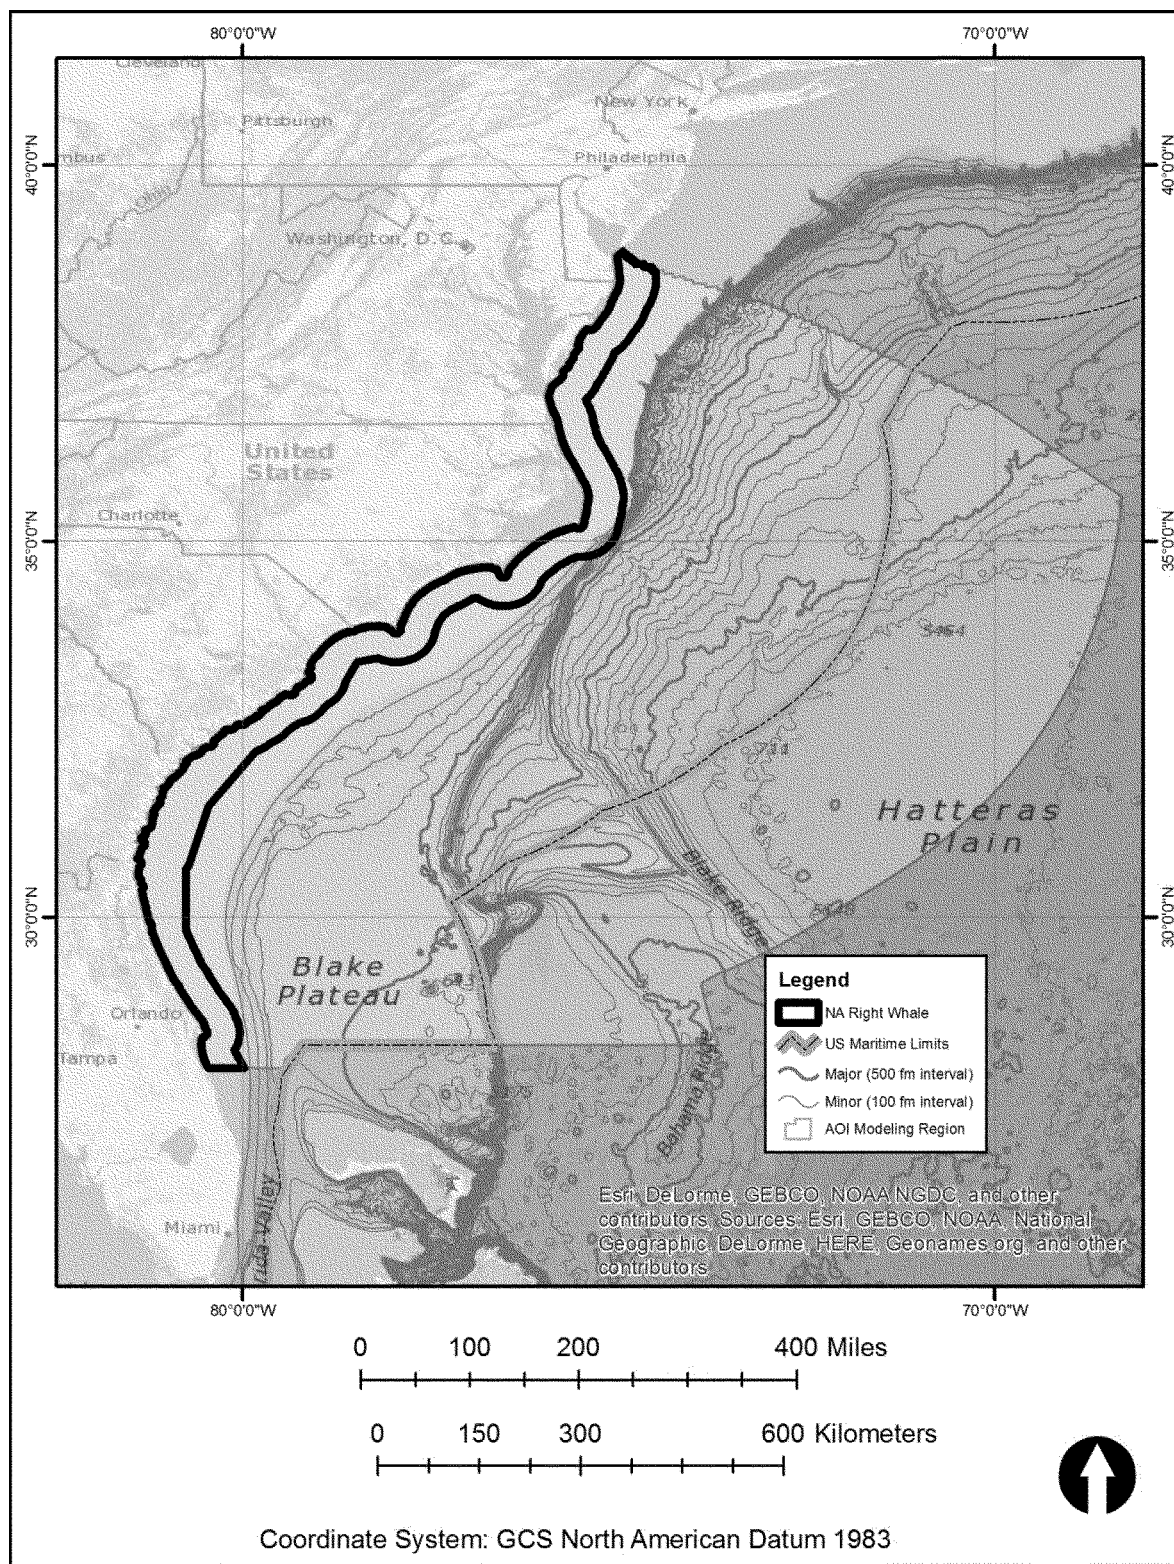 80°0'0"W
70°0'0"W
Cleveland
New York
Pittsburgh
40°0'0"N
40°0'0"N
mbus
Philadelphia
Ohio
Washington, D.C.
United
States
Charlotte
35°0'0"N
35°0'0"N
5464
711
Hatteras
Plain
Blake Ridge
30°0'0"N
30°0'0"N
Blake
Plateau
Orlando
Tampa
Bahama Ridge
Miami
Valley
Legend
NA Right Whale
US Maritime Limits
Major (500 fm interval)
Minor (100 fm interval)
AOI Modeling Region
Esri, DeLorme, GEBCO, NOAA NGDC, and other
contributors, Sources: Esri, GEBCO, NOAA, National
Geographic, DeLorme, HERE, Geonames.org, and other
contributors
80°0'0"W
70°0'0"W
0 100 200 400 Miles
0 150 300 600 Kilometers
Coordinate System: GCS North American Datum 1983